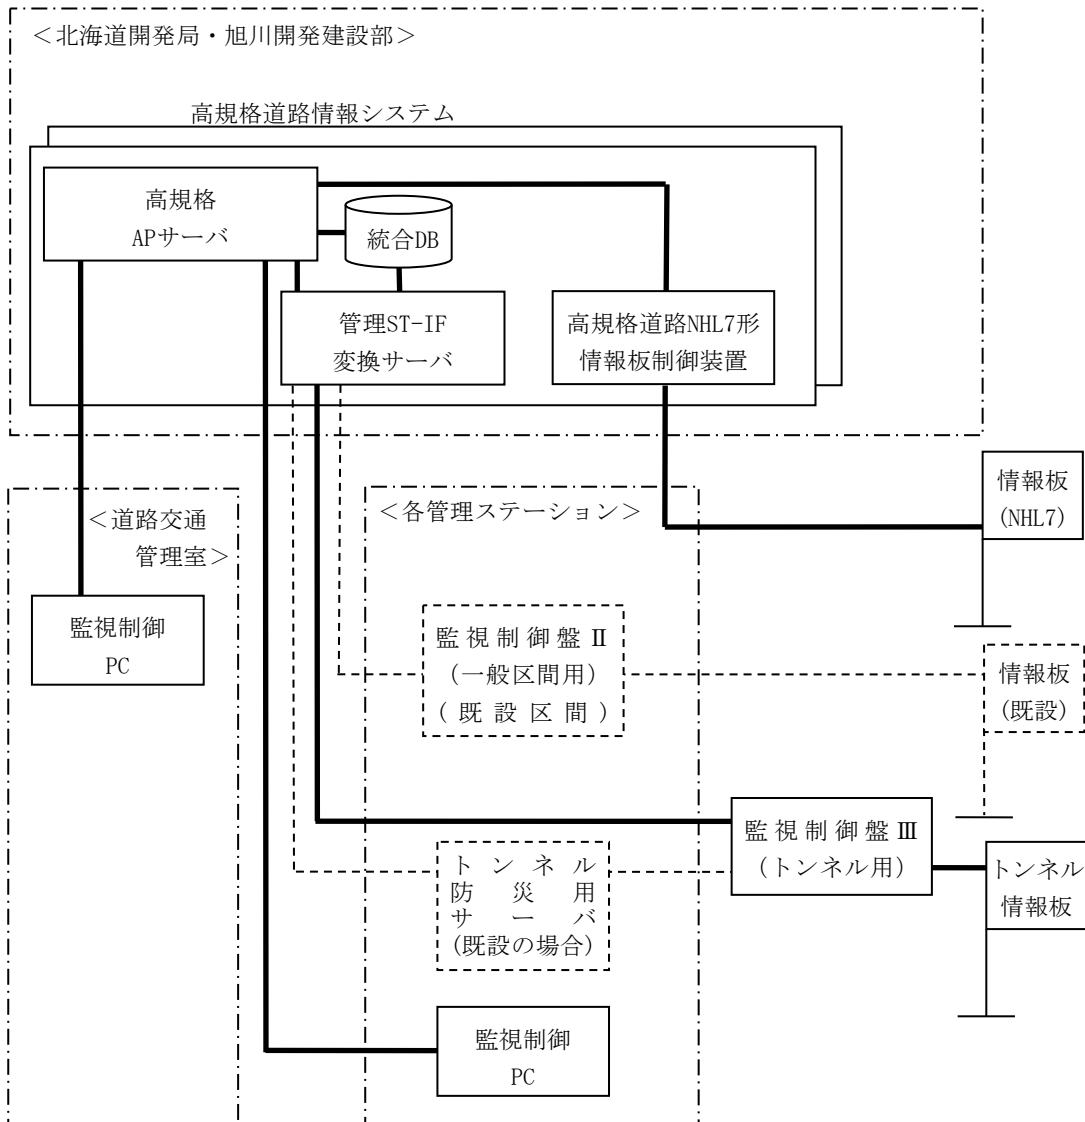 ＜北海道開発局・旭川開発建設部＞
高規格道路情報システム
高規格
APサーバ
統合DB
管理ST-IF
変換サーバ
高規格道路NHL7形
情報板制御装置
＜道路交通
管理室＞
監視制御
PC
＜各管理ステーション＞
情報板
(NHL7)
監視制御盤Ⅱ
(一般区間用)
(既設区間)
情報板
(既設)
監視制御盤Ⅲ
(トンネル用)
トンネル
防災用
サーバ
(既設の場合)
トンネル
情報板
監視制御
PC